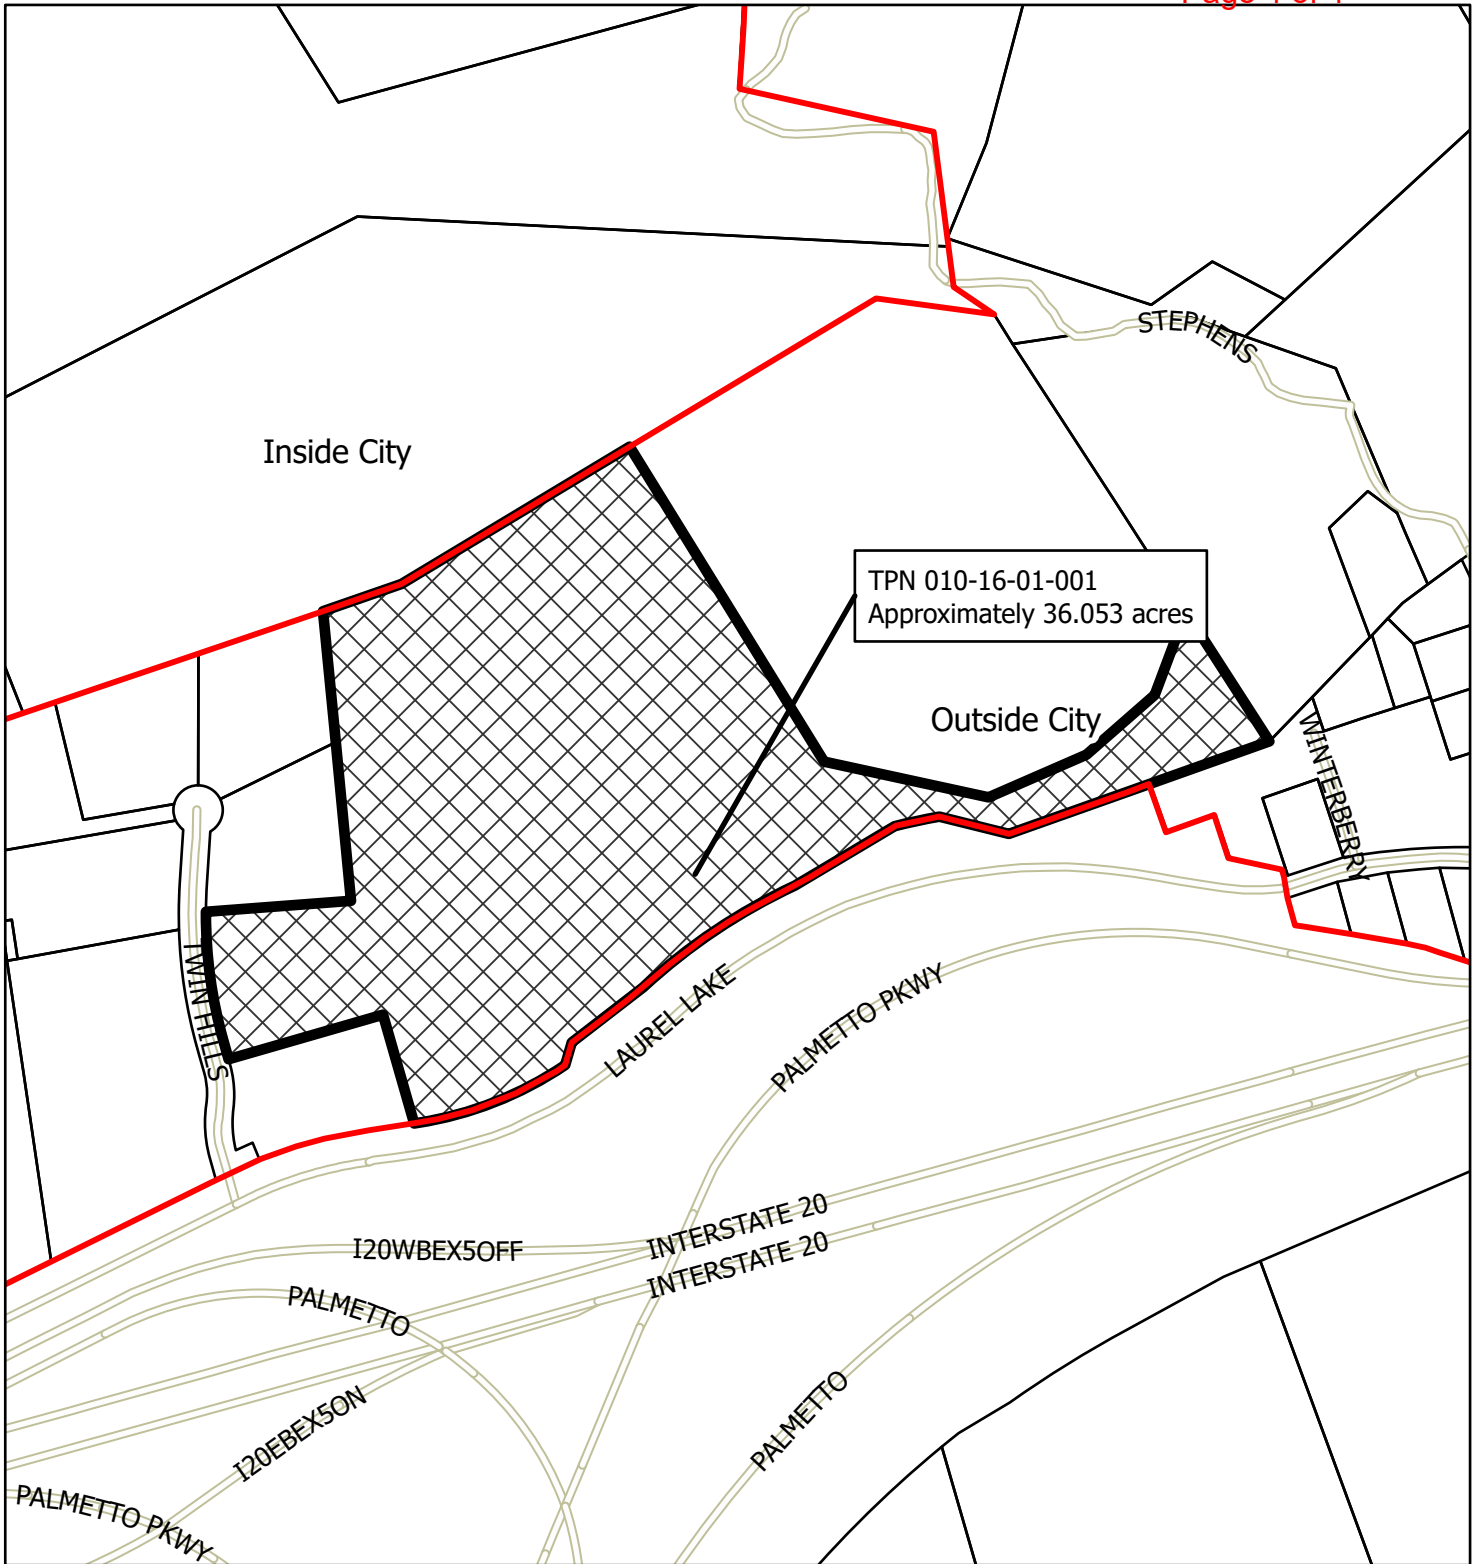 STEPHENS
Inside City
TPN 010-16-01-001
Approximately 36.053 acres
Outside City
WINTERBERRY
TWIN HILLS
LAUREL LAKE
PALMETTO PKWY
INTERSTATE 20
I20WBEX5OFF
INTERSTATE 20
PALMETTO
I20EBEX5ON
PALMETTO
PALMETTO PKWY